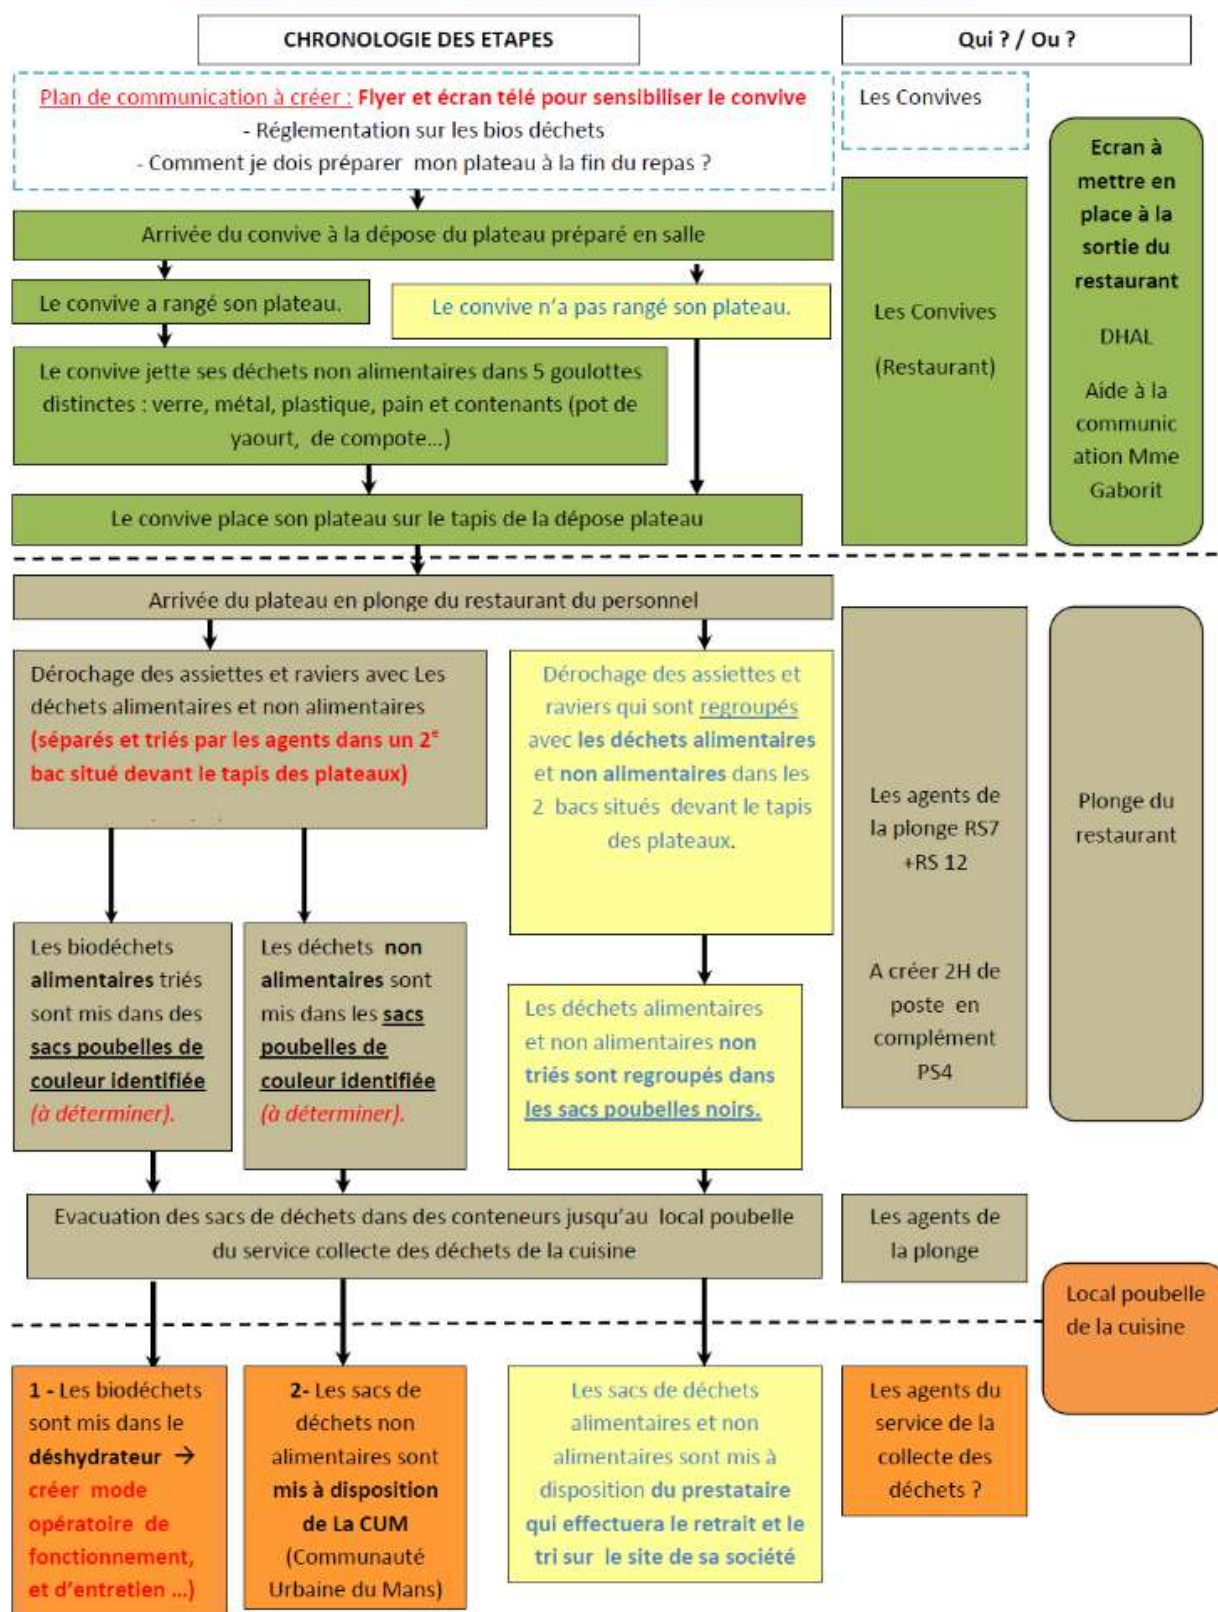 CHRONOLOGIE DES ETAPES
Qui ? / Ou ?
Plan de communication à créer : Flyer et écran télé pour sensibiliser le convive
- Réglementation sur les bios déchets
- Comment je dois préparer mon plateau à la fin du repas ?
Les Convives
Arrivée du convive à la dépose du plateau préparé en salle
Le convive a rangé son plateau.
Le convive n'a pas rangé son plateau.
Le convive jette ses déchets non alimentaires dans 5 goulottes
distinctes : verre, métal, plastique, pain et contenants (pot de
yaourt, de compote...)
Le convive place son plateau sur le tapis de la dépose plateau
Les Convives
(Restaurant)
Ecran à
mettre en
place à la
sortie du
restaurant
DHAL
Aide à la
communic
ation Mme
Gaborit
Arrivée du plateau en plonge du restaurant du personnel
Dérochage des assiettes et raviers avec Les
déchets alimentaires et non alimentaires
(séparés et triés par les agents dans un 2e
bac situé devant le tapis des plateaux)
Dérochage des assiettes et
raviers qui sont regroupés
avec les déchets alimentaires
et non alimentaires dans les
2 bacs situés devant le tapis
des plateaux.
Les agents de
la plonge RS7
+RS 12
A créer 2H de
poste en
complément
PS4
Plonge du
restaurant
Les biodéchets
alimentaires triés
sont mis dans des
sacs poubelles de
couleur identifiée
(à déterminer).
Les déchets non
alimentaires sont
mis dans les sacs
poubelles de
couleur identifiée
(à déterminer).
Les déchets alimentaires
et non alimentaires non
triés sont regroupés dans
les sacs poubelles noirs.
Evacuation des sacs de déchets dans des conteneurs jusqu'au local poubelle
du service collecte des déchets de la cuisine
Les agents de
la plonge
Local poubelle
de la cuisine
1 - Les biodéchets
sont mis dans le
déshydrateur →
créer mode
opératoire de
fonctionnement,
et d'entretien ...)
2- Les sacs de
déchets non
alimentaires sont
mis à disposition
de La CUM
(Communauté
Urbaine du Mans)
Les sacs de déchets
alimentaires et non
alimentaires sont mis à
disposition du prestataire
qui effectuera le retrait et le
tri sur le site de sa société
Les agents du
service de la
collecte des
déchets ?